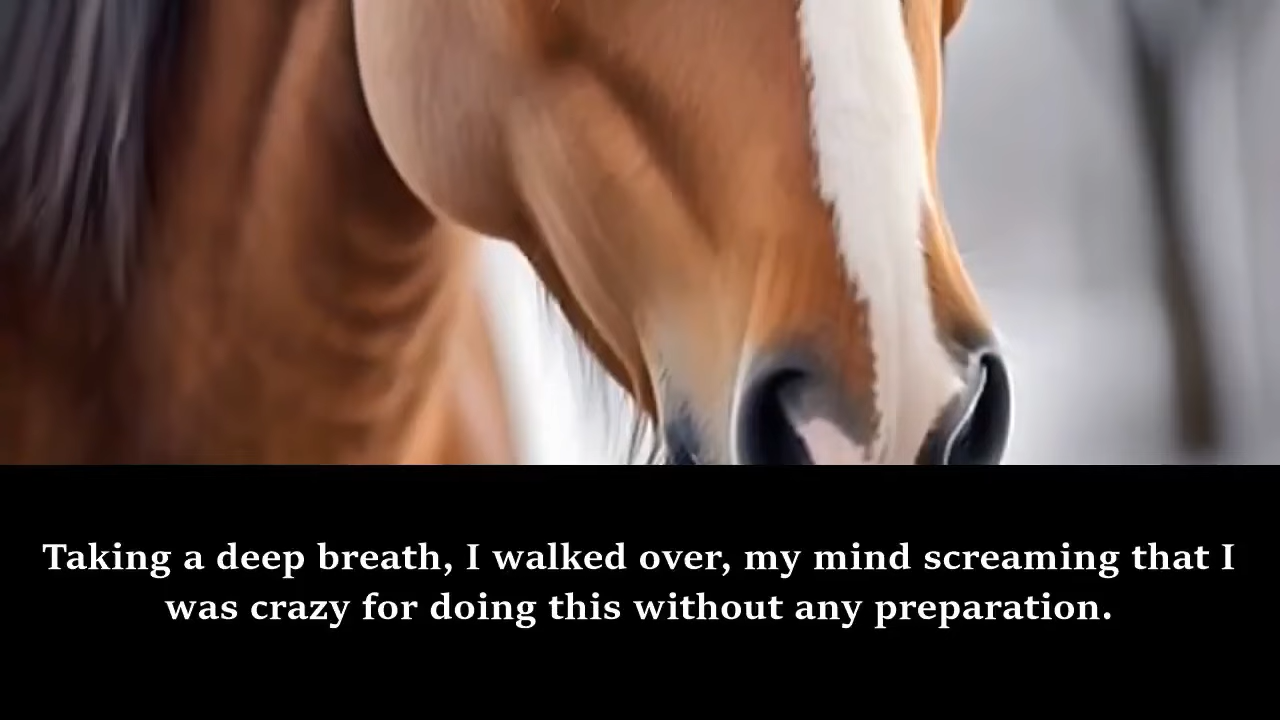 Taking a deep breath, I walked over, my mind screaming that I
was crazy for doing this without any preparation.